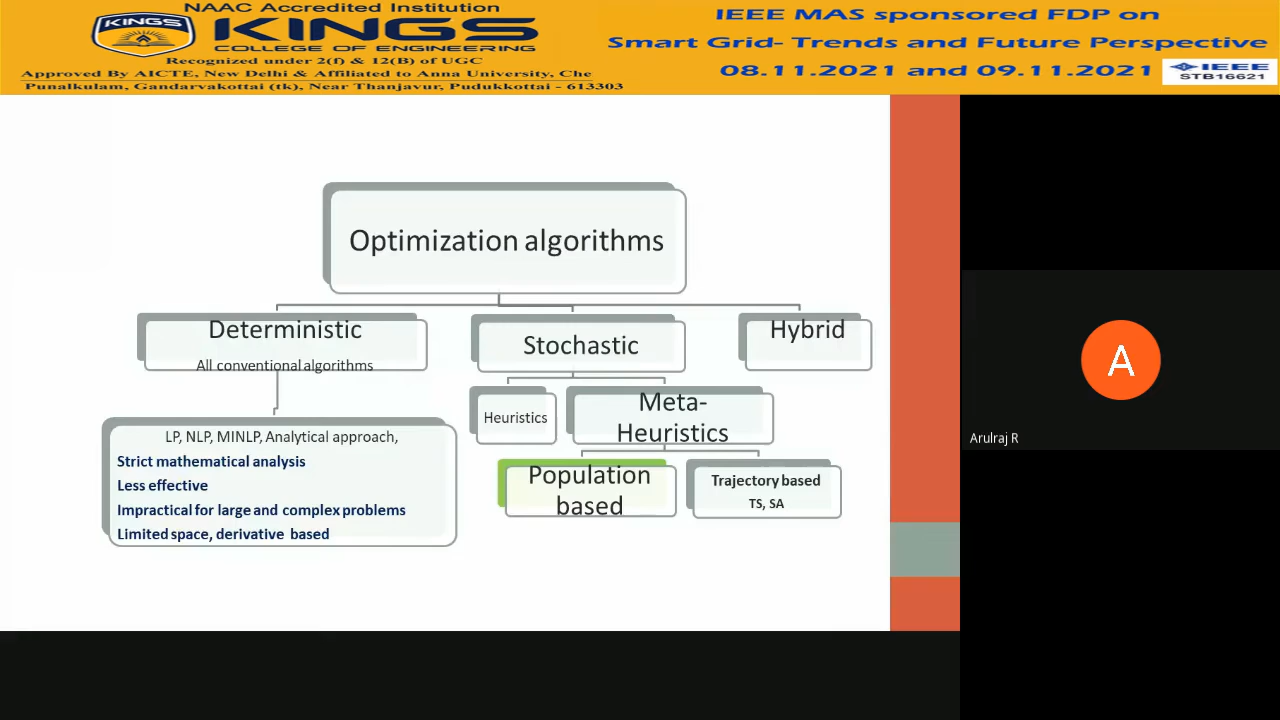 NAAC Accredited Institution
KINGS
KINGS
COLLEGE OF ENGINEERING
Recognized under 2(f) & 12(B) of UGC
Approved By AICTE, New Delhi & Affiliated to Anna University, Che
Punalkulam, Gandarvakottai (tk), Near Thanjavur, Pudukkottai - 613303
IEEE MAS sponsored FDP on
Smart Grid- Trends and Future Perspective
08.11.2021 and 09.11.2021
IEEE
STB16621
Optimization algorithms
Deterministic
All conventional algorithms
Stochastic
Hybrid
Heuristics
Meta-
Heuristics
LP, NLP, MINLP, Analytical approach,
Strict mathematical analysis
Less effective
Impractical for large and complex problems
Limited space, derivative based
Population
based
Trajectory based
TS, SA
A
Arulraj R